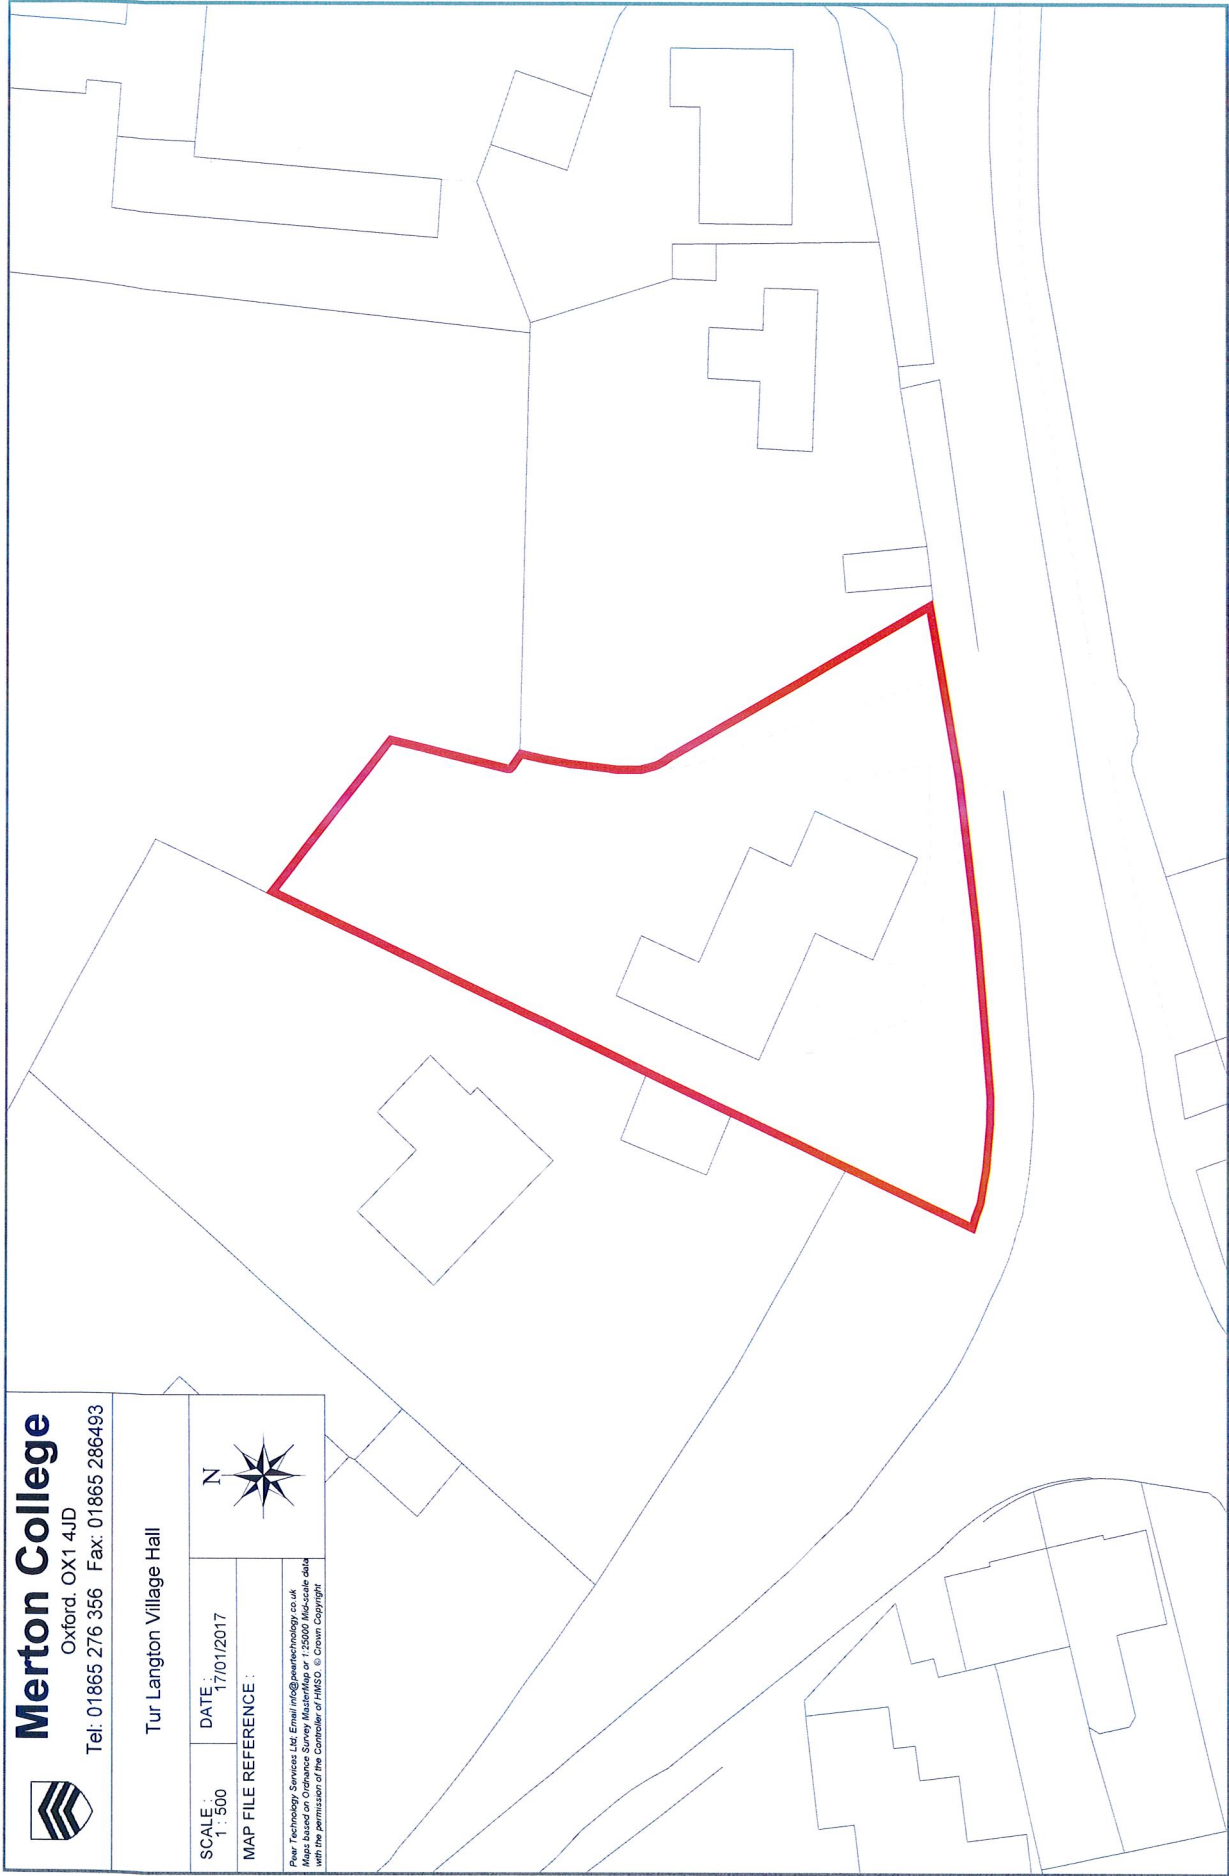 Merton College
Oxford. OX1 4JD
Tel: 01865 276 356 Fax: 01865 286493
Tur Langton Village Hall
SCALE :
1 : 500
DATE :
17/01/2017
N
MAP FILE REFERENCE :
Pear Technology Services Ltd; Email info@peartechnology.co.uk
Maps based on Ordnance Survey MasterMap or 1:25000 Mid-scale data
with the permission of the Controller of HMSO. © Crown Copyright